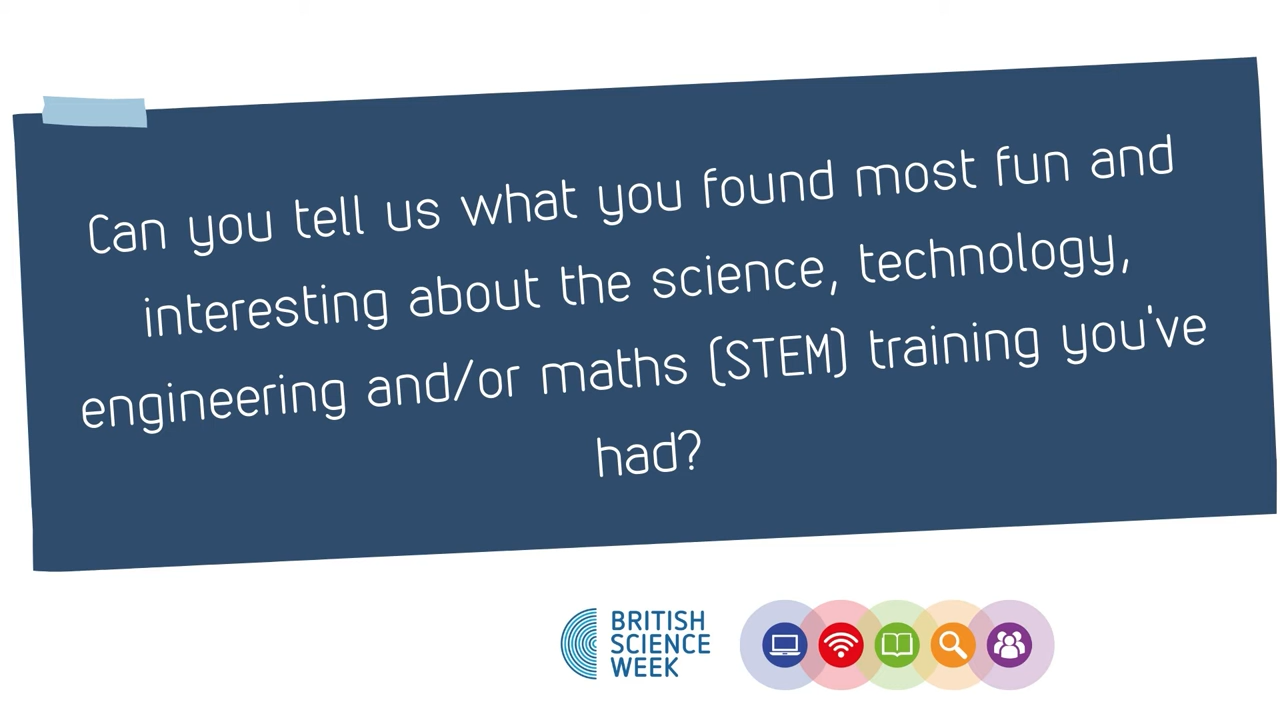 Can you tell us what you found most fun and
interesting about the science, technology,
engineering and/or maths (STEM) training you've
had?
BRITISH
SCIENCE
WEEK